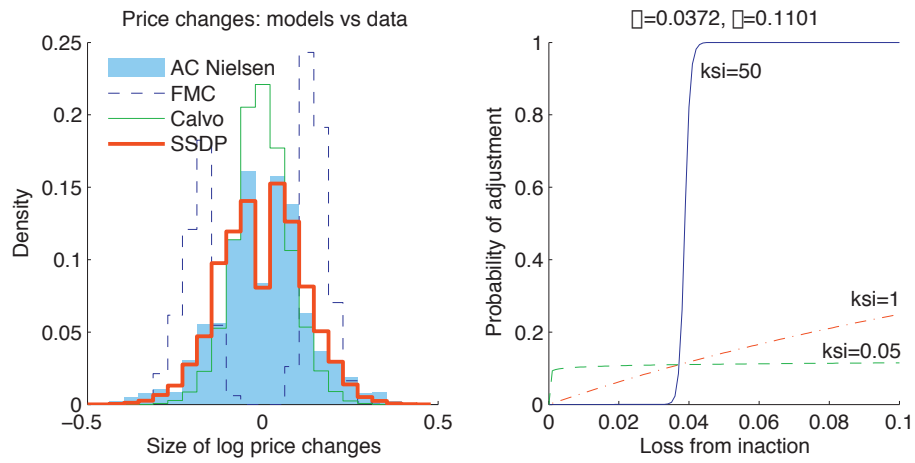 Price changes: models vs data
0.25
0.2
0.15
0.1
0.05
0
Density
AC Nielsen
FMC
Calvo
SSDP
−0.5
0
0.5
Size of log price changes
▯=0.0372, ▯=0.1101
1
0.8
0.6
0.4
0.2
0
Probability of adjustment
ksi=50
ksi=1
ksi=0.05
0
0.02
0.04
0.06
0.08
0.1
Loss from inaction